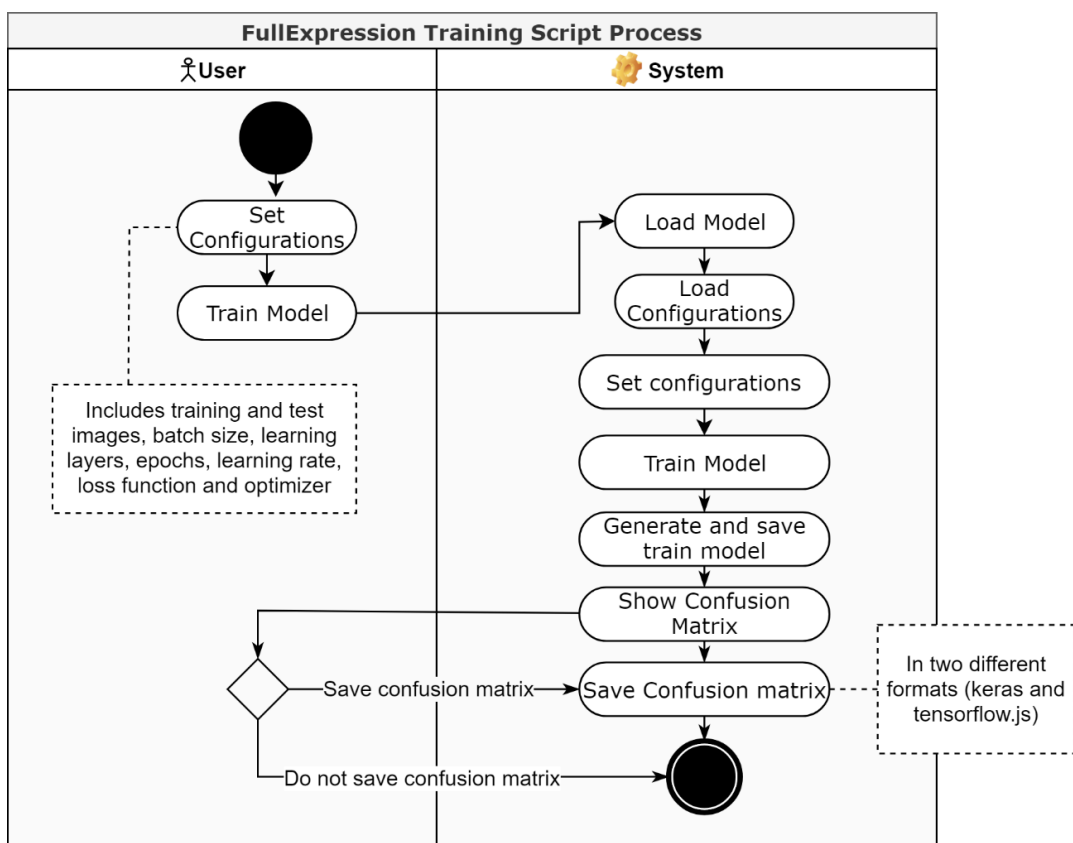 FullExpression Training Script Process
User
System
Set
Configurations
Train Model
Includes training and test
images, batch size, learning
layers, epochs, learning rate,
loss function and optimizer
Load Model
Load
Configurations
Set configurations
Train Model
Generate and save
train model
Show Confusion
Matrix
Save confusion matrix
Save Confusion matrix
In two different
formats (keras and
tensorflow.js)
Do not save confusion matrix